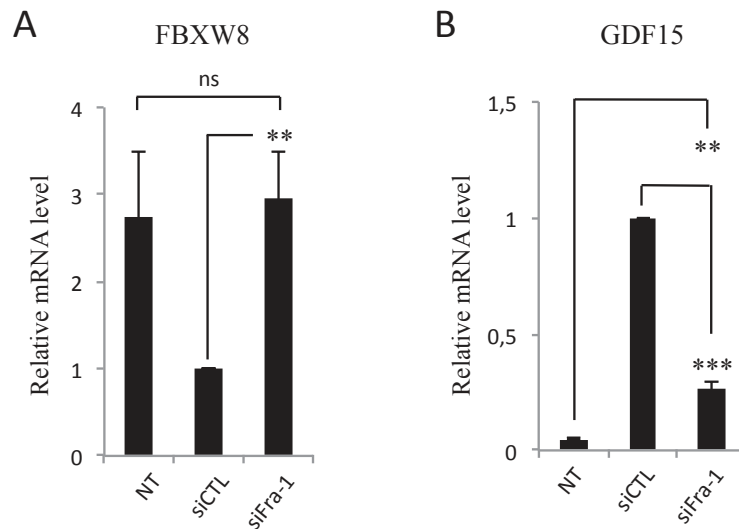 A
FBXW8
ns
**
4
3
2
1
0
Relative mRNA level
NT
siCTL
siFra-1
B
GDF15
1,5
**
1
0,5
***
0
Relative mRNA level
NT
siCTL
siFra-1